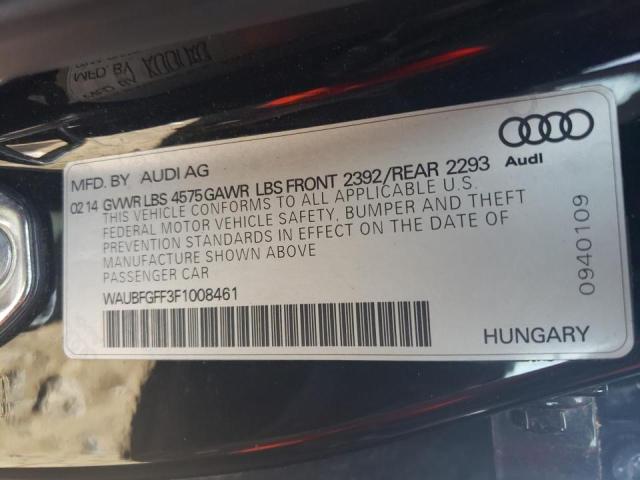 MFD. BY AUDI AG
Audi
02 14 GVWR LBS 4575 GAWR LBS FRONT 2392/REAR 2293
THIS VEHICLE CONFORMS TO ALL APPLICABLE U.S.
FEDERAL MOTOR VEHICLE SAFETY, BUMPER AND THEFT
PREVENTION STANDARDS IN EFFECT ON THE DATE OF
MANUFACTURE SHOWN ABOVE
PASSENGER CAR
WAUBFGFF3F1008461
0940109
HUNGARY